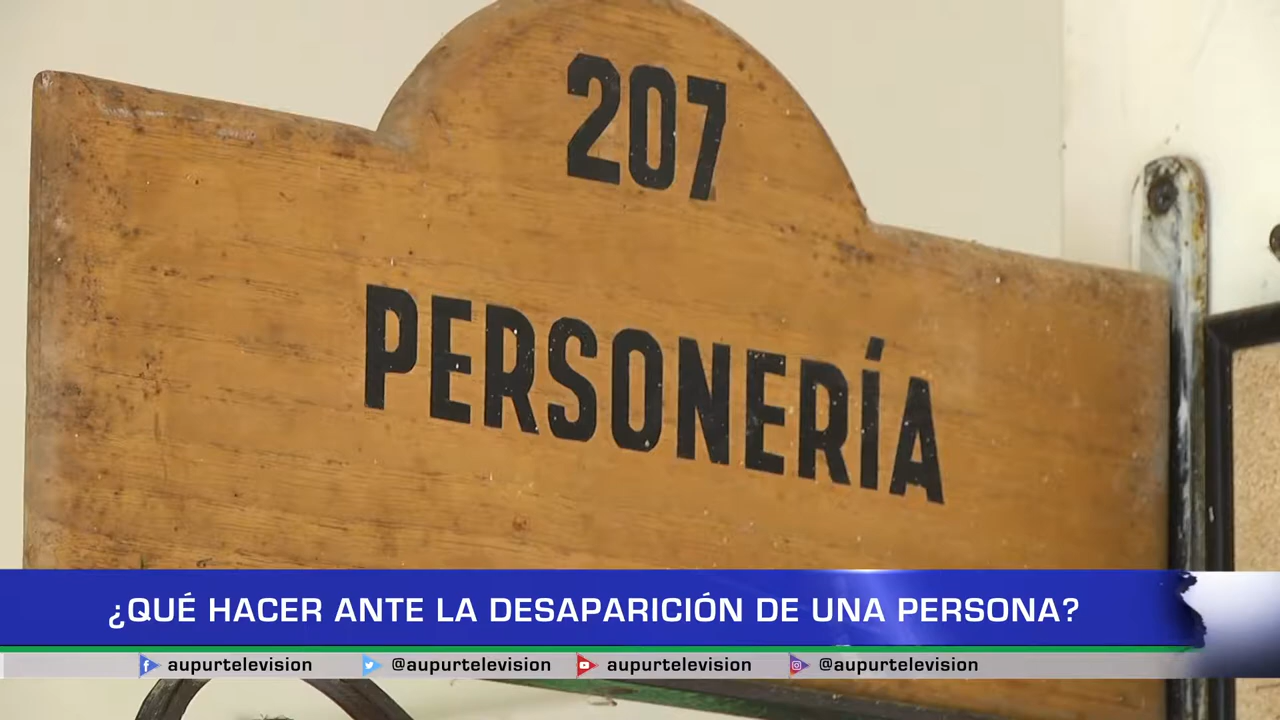 207
PERSONERÍA
¿QUÉ HACER ANTE LA DESAPARICIÓN DE UNA PERSONA?
aupurtelevision @aupurtelevision aupurtelevision @aupurtelevision